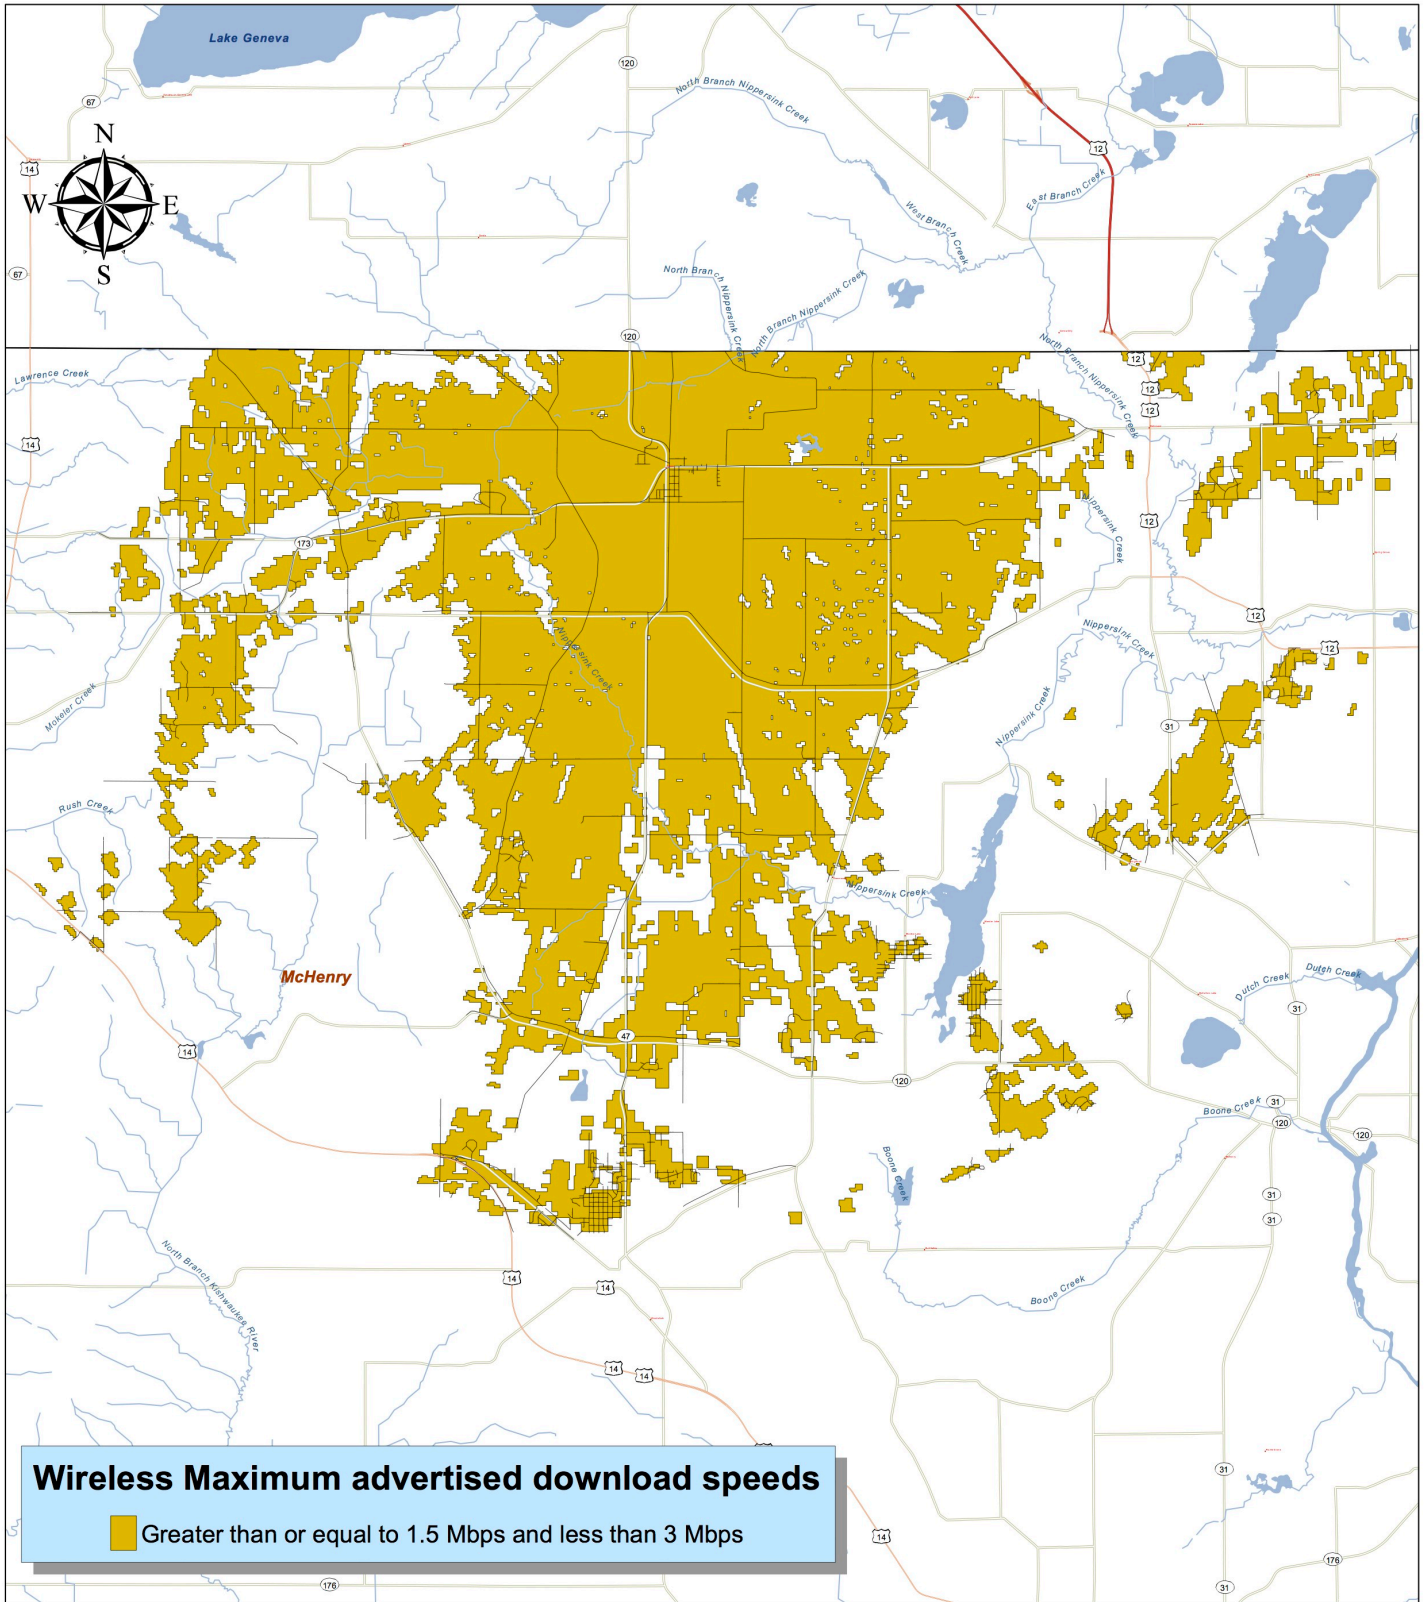 Lake Geneva
120
North Branch Nippersink Creek
67
12
N
14
W
E
East Branch Creek
S
West Branch Creek
67
North Branch Nippersink Creek
North Branch Nippersink Creek
120
North Branch Nippersink Creek
12
Lawrence Creek
12
12
14
Nippersink Creek
12
173
12
Nippersink Creek
12
Nippersink Creek
Mokeler Creek
Nippersink Creek
31
Rush Creek
Nippersink Creek
McHenry
Dutch Creek
Dutch Creek
31
47
14
120
31
Boone Creek
120
120
Boone Creek
31
31
North Branch Kishwaukee River
14
14
Boone Creek
14
14
Wireless Maximum advertised download speeds
31
Greater than or equal to 1.5 Mbps and less than 3 Mbps
14
176
176
31